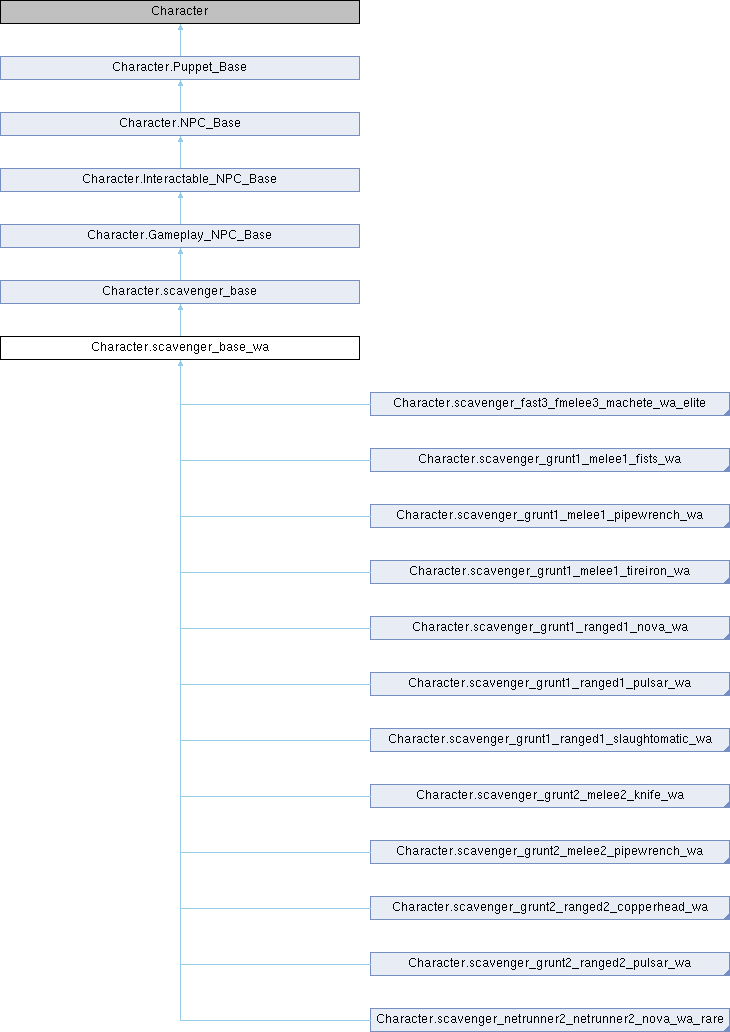 Character
Character.Puppet_Base
Character.NPC_Base
Character.Interactable_NPC_Base
Character.Gameplay_NPC_Base
Character.scavenger_base
Character.scavenger_base_wa
Character.scavenger_fast3_fmelee3_machete_wa_elite
Character.scavenger_grunt1_melee1_fists_wa
Character.scavenger_grunt1_melee1_pipewrench_wa
Character.scavenger_grunt1_melee1_tireiron_wa
Character.scavenger_grunt1_ranged1_nova_wa
Character.scavenger_grunt1_ranged1_pulsar_wa
Character.scavenger_grunt1_ranged1_slaughtomatic_wa
Character.scavenger_grunt2_melee2_knife_wa
Character.scavenger_grunt2_melee2_pipewrench_wa
Character.scavenger_grunt2_ranged2_copperhead_wa
Character.scavenger_grunt2_ranged2_pulsar_wa
Character.scavenger_netrunner2_netrunner2_nova_wa_rare